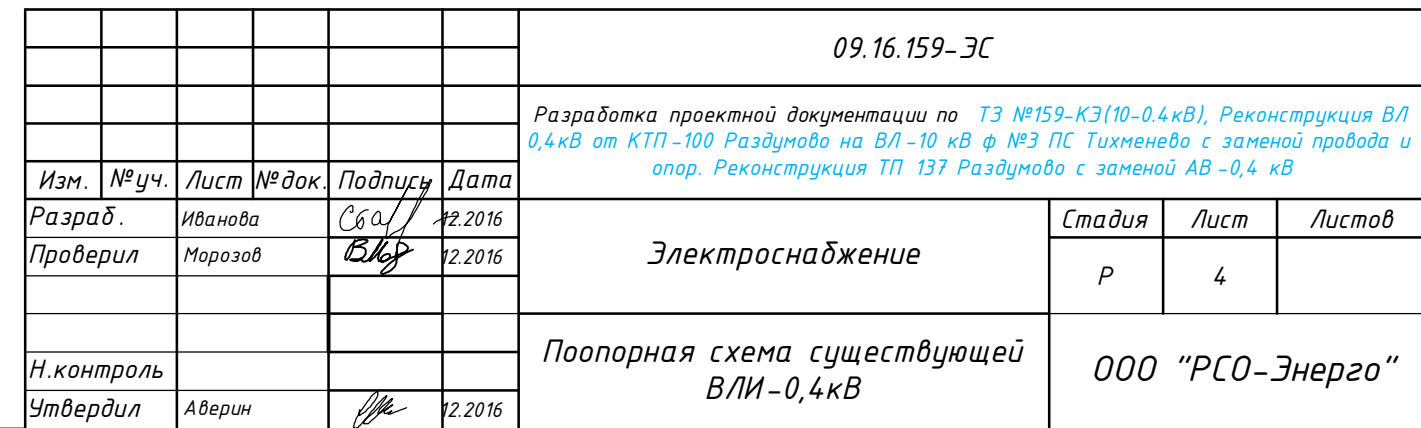 09.16.159-ЭС
Разработка проектной документации по ТЗ №159-КЭ(10-0.4кВ), Реконструкция ВЛ
0,4кВ от КТП-100 Раздумово на ВЛ-10 кВ ф №3 ПС Тихменево с заменой провода и
опор. Реконструкция ТП 137 Раздумово с заменой АВ-0,4 кВ
Изм. №уч. Лист №док. Подпись Дата
Разраб. Иванова 12.2016
Проверил Морозов 12.2016
Электроснабжение
Стадия Лист Листов
Р 4
Поопорная схема существующей
ВЛИ-0,4кВ
ООО "РСО-Энерго"
Н.контроль
Утвердил Аверин 12.2016